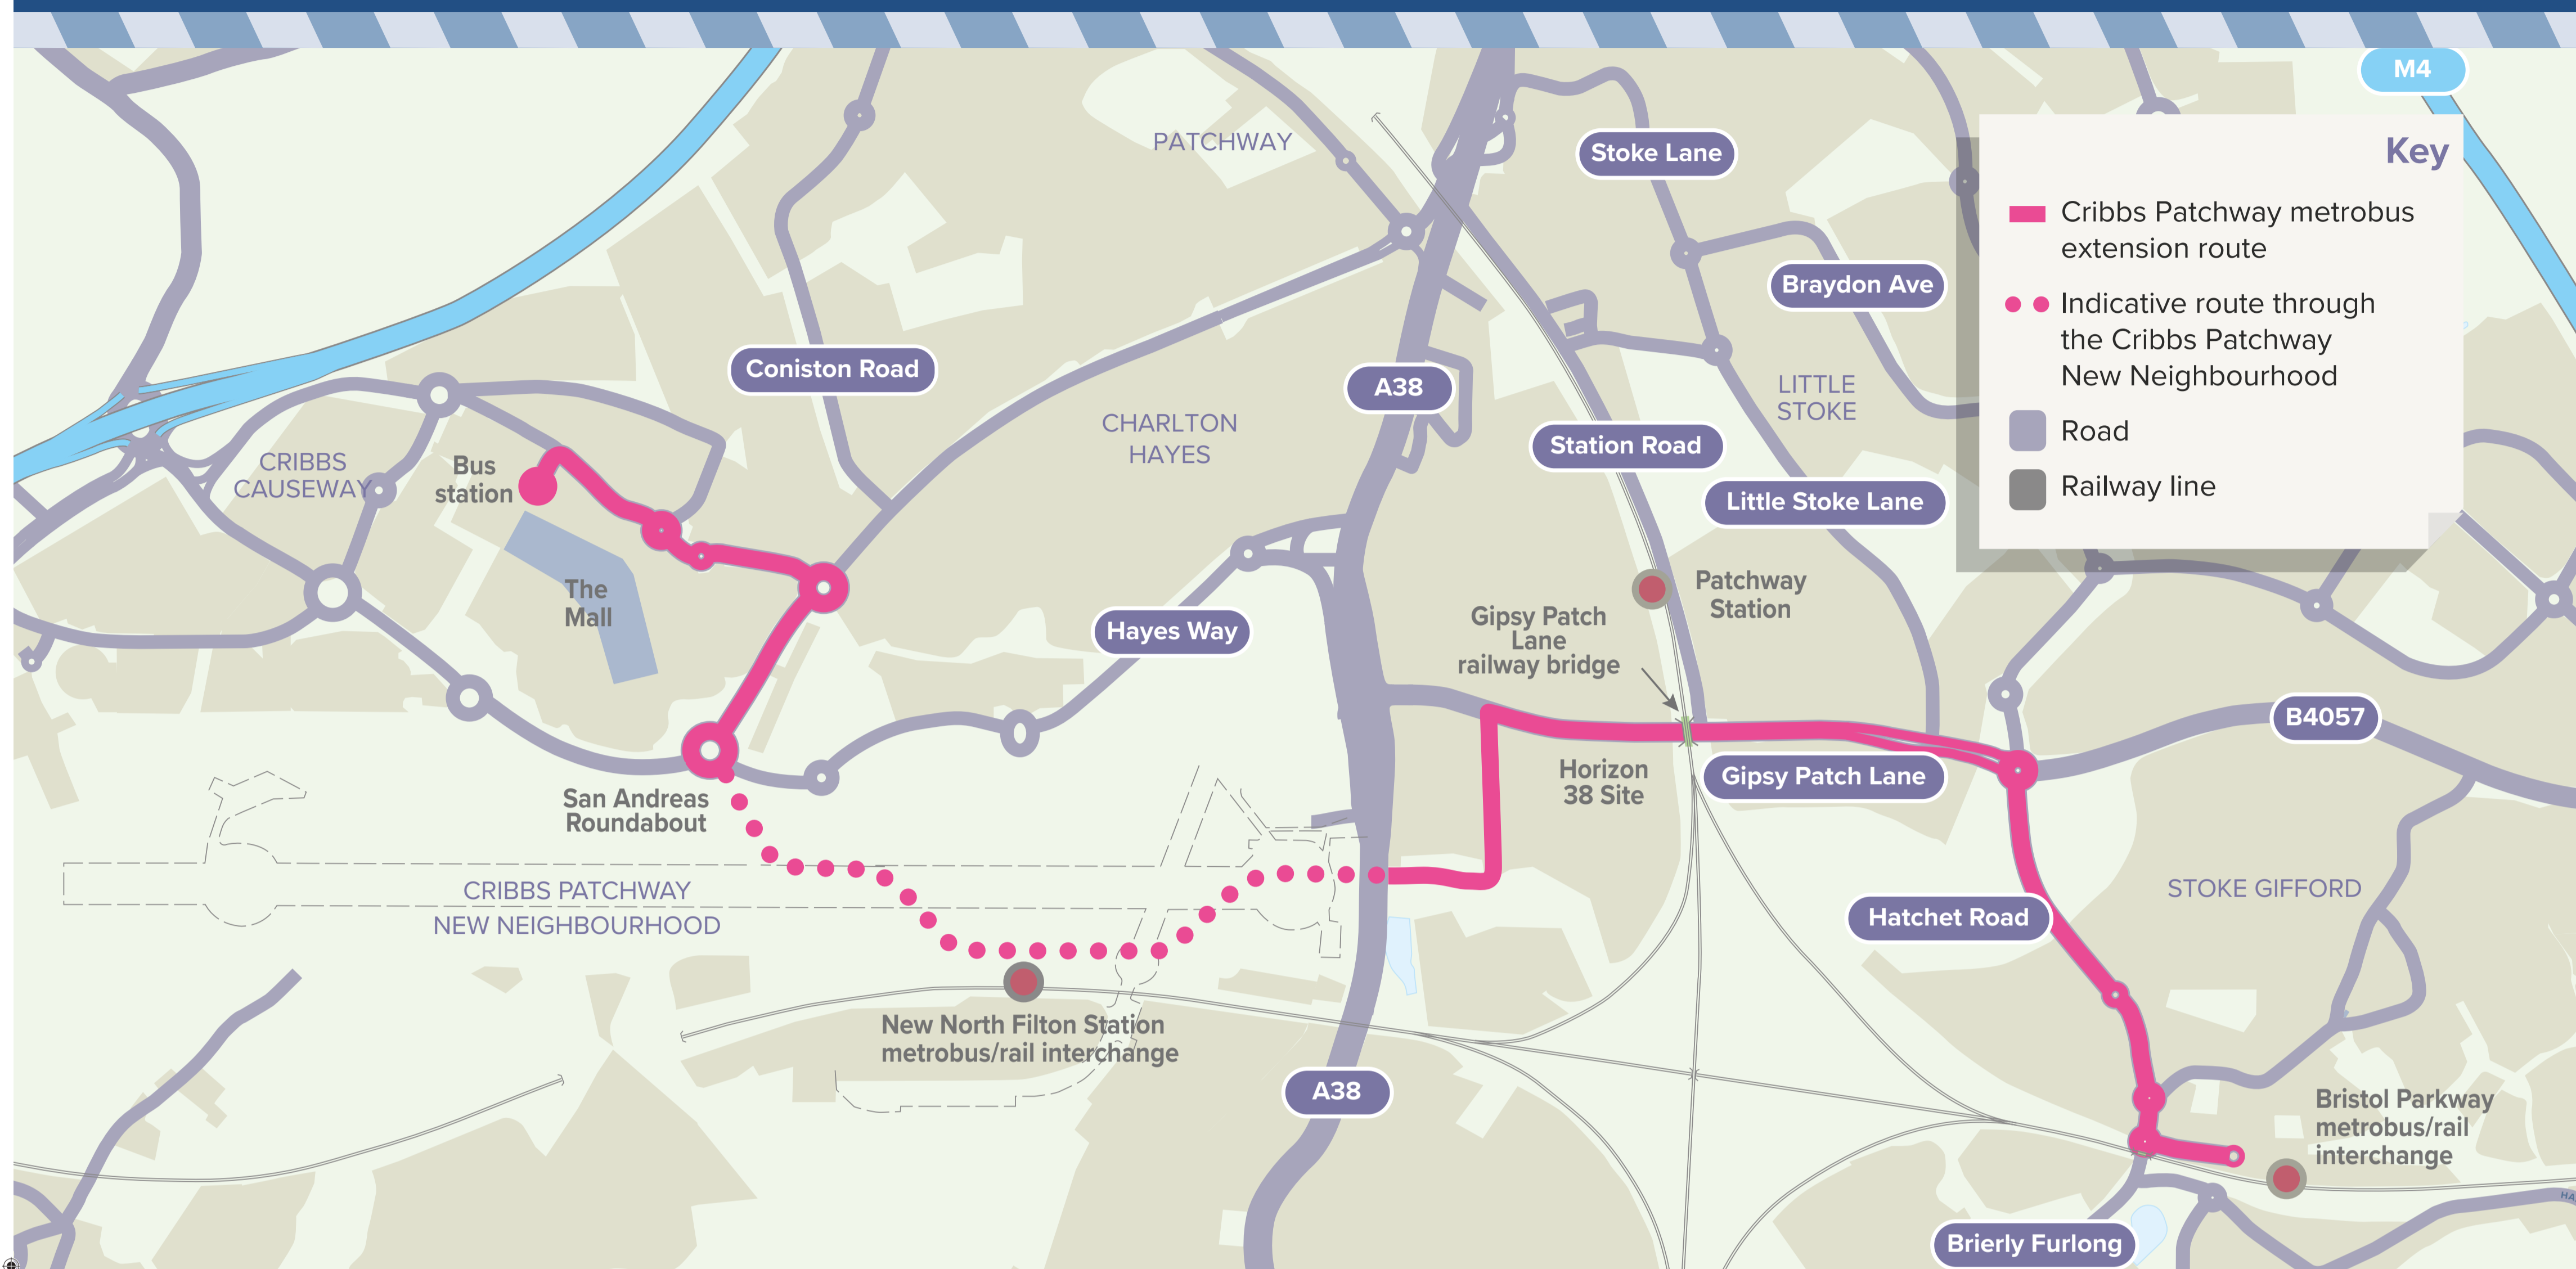 M4
Key
Cribbs Patchway metrobus
extension route
Indicative route through
the Cribbs Patchway
New Neighbourhood
Road
Railway line
PATCHWAY
Stoke Lane
Braydon Ave
Coniston Road
A38
LITTLE
STOKE
CHARLTON
HAYES
CRIBBS
CAUSEWAY
Bus
station
Station Road
Little Stoke Lane
The
Mall
Patchway
Station
Gipsy Patch
Lane
railway bridge
Hayes Way
B4057
Horizon
38 Site
Gipsy Patch Lane
San Andreas
Roundabout
CRIBBS PATCHWAY
NEW NEIGHBOURHOOD
STOKE GIFFORD
Hatchet Road
New North Filton Station
metrobus/rail interchange
A38
Bristol Parkway
metrobus/rail
interchange
Brierly Furlong